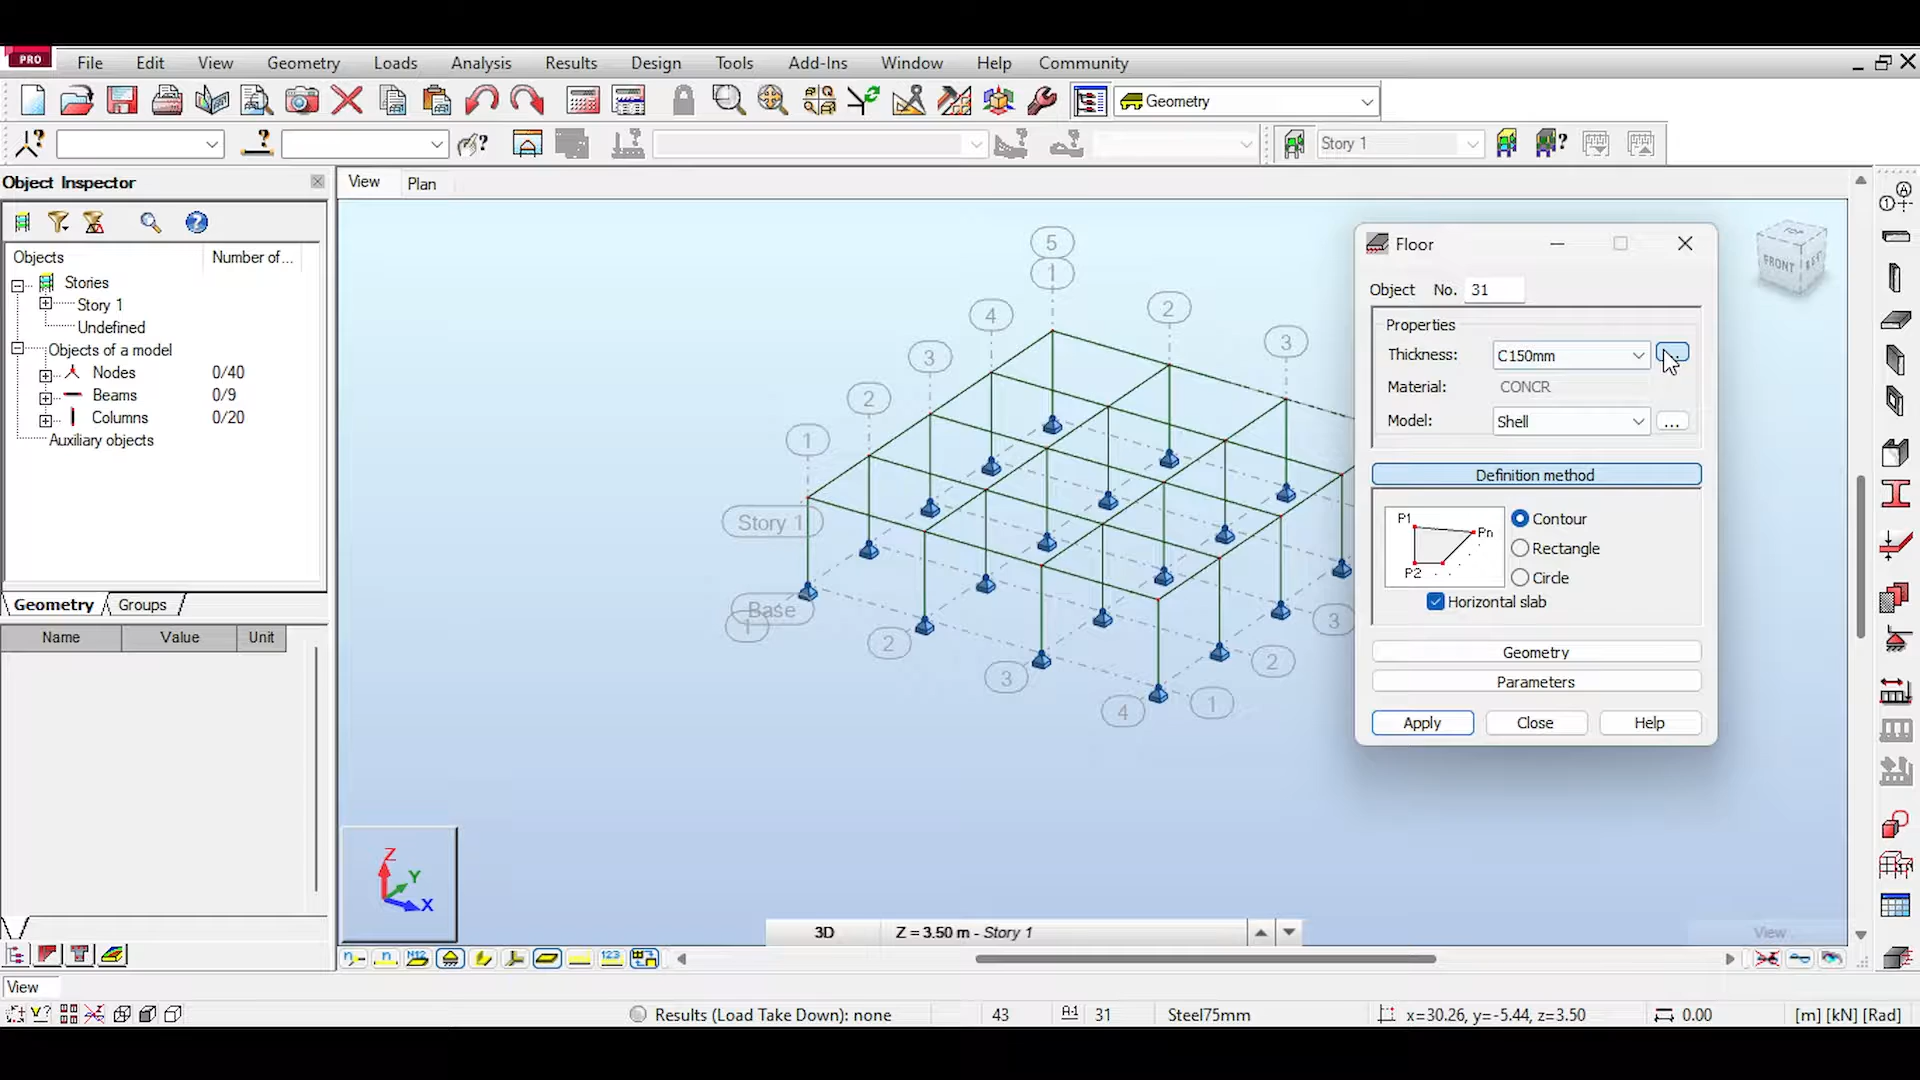 PRO File Edit View Geometry Loads Analysis Results Design Tools Add-Ins Window Help Community
Geometry
Story 1
Object Inspector
View Plan
Objects Number of...
Stories
Story 1
Undefined
Objects of a model
Nodes 0/40
Beams 0/9
Columns 0/20
Auxiliary objects
Geometry Groups
Name Value Unit
5
1
4
2
3
3
2
1
Story 1
Base
1
2
3
4
1
2
3
FRONT
TOP
Floor
Object No. 31
Properties
Thickness: C150mm
Material: CONCR
Model: Shell ...
Definition method
P1
Pn
P2
Contour
Rectangle
Circle
Horizontal slab
Geometry
Parameters
Apply Close Help
Z
Y
X
3D Z = 3.50 m - Story 1
View
View
Results (Load Take Down): none 43 31 Steel75mm x=30.26, y=-5.44, z=3.50 0.00 [m] [kN] [Rad]